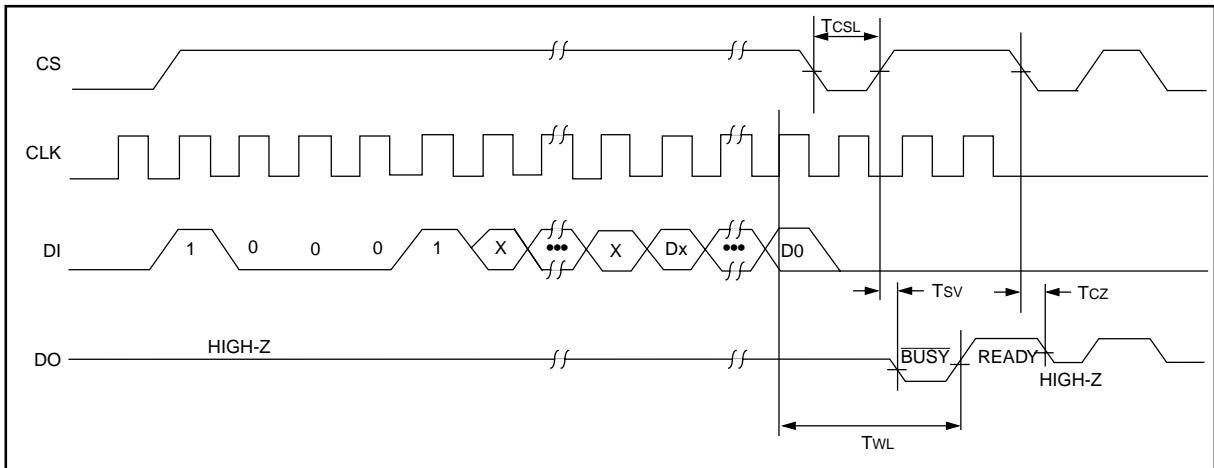 TCSL
CS
CLK
DI
1 0 0 0 1 X ••• X Dx ••• D0
TSV TCZ
HIGH-Z
DO
BUSY READY
HIGH-Z
TWL